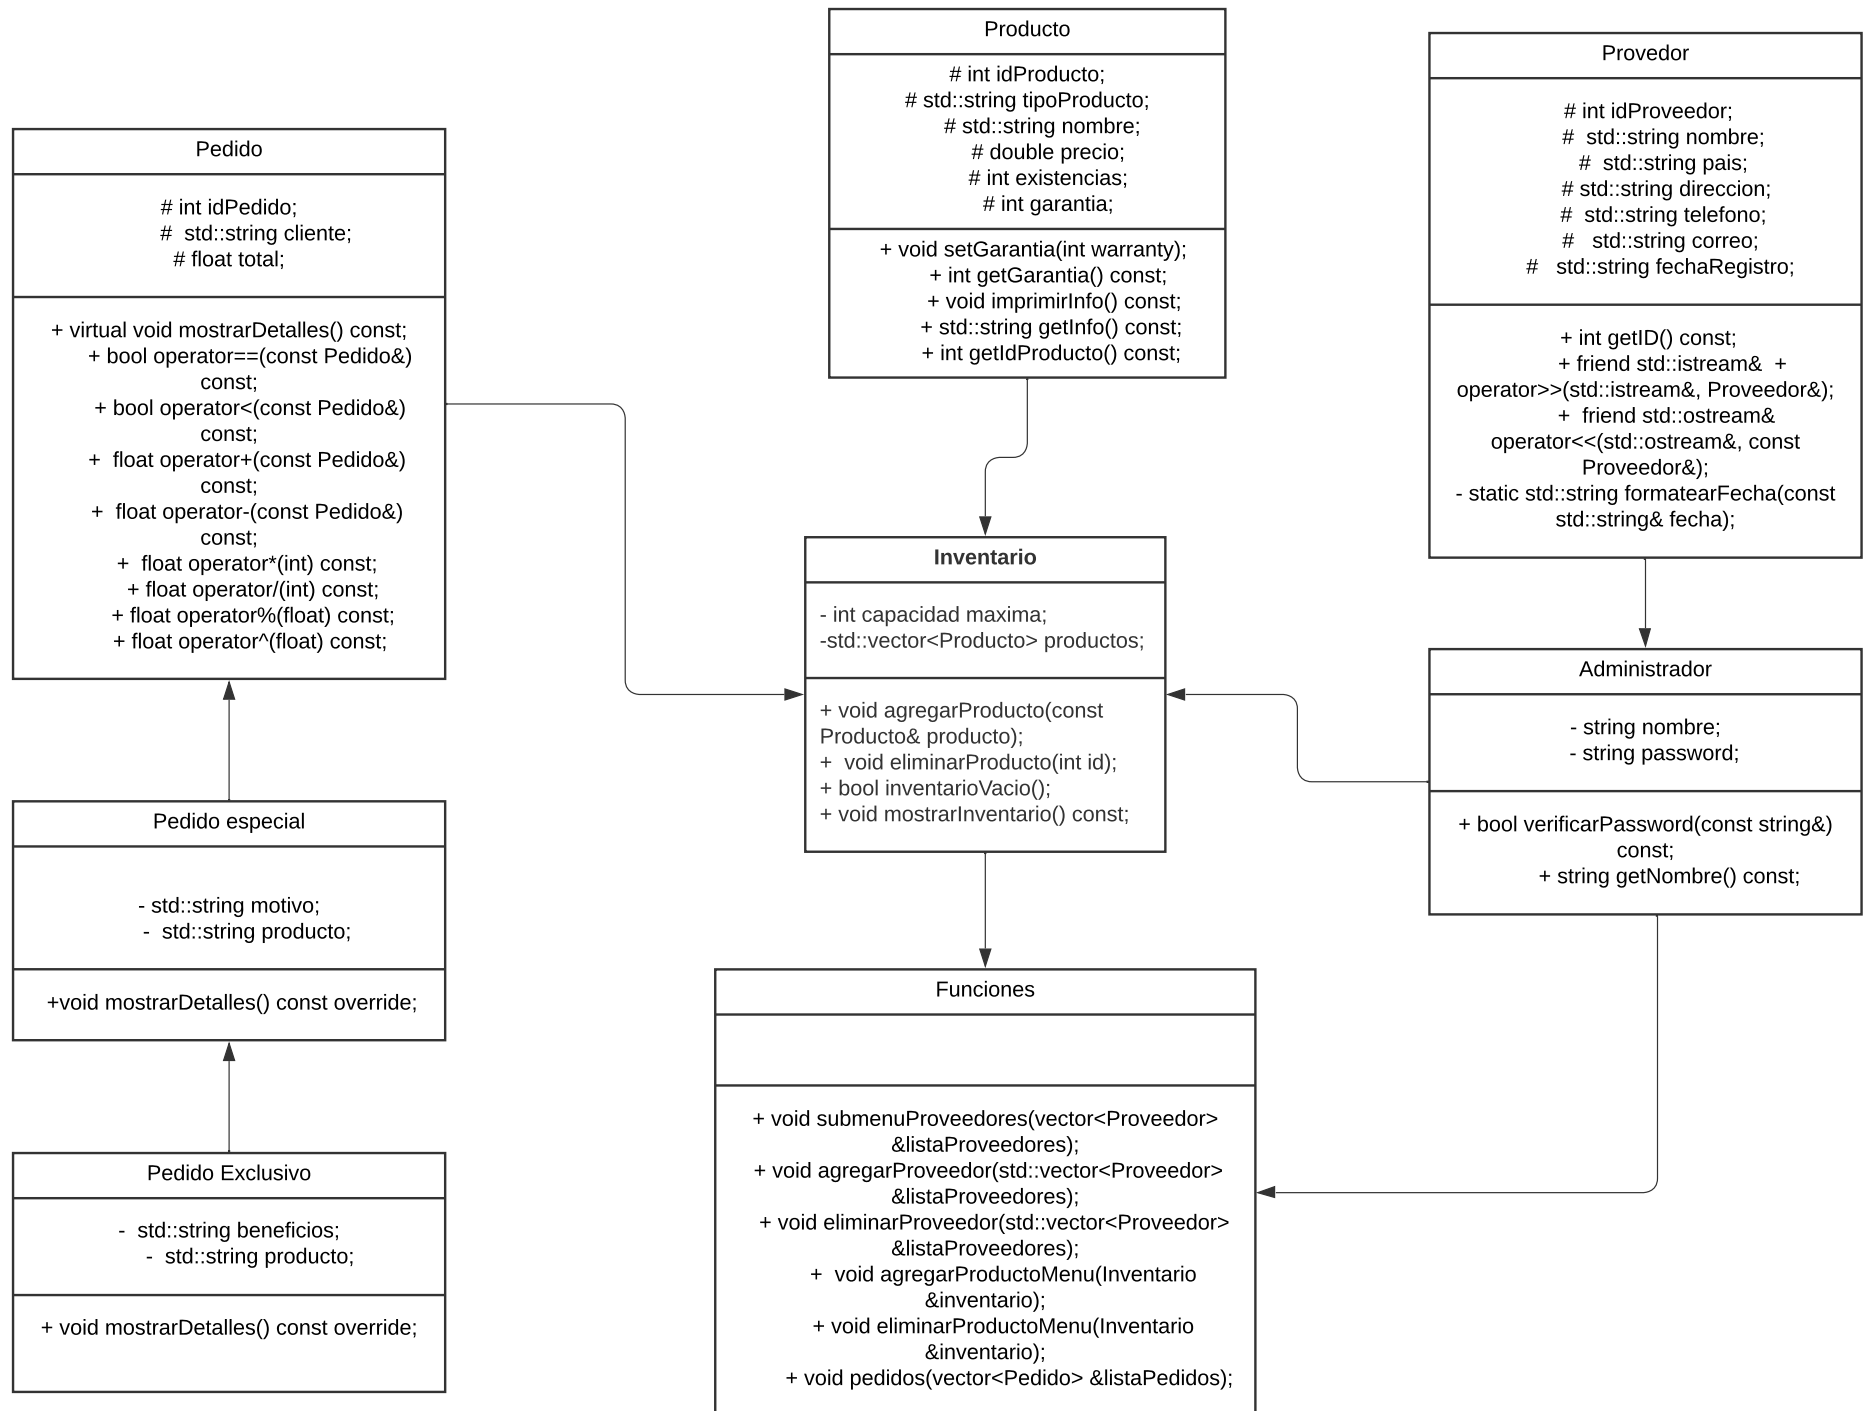 Producto
# int idProducto;
# std::string tipoProducto;
# std::string nombre;
# double precio;
# int existencias;
# int garantia;
+ void setGarantia(int warranty);
+ int getGarantia() const;
+ void imprimirInfo() const;
+ std::string getInfo() const;
+ int getIdProducto() const;
Provedor
# int idProveedor;
#  std::string nombre;
#  std::string pais;
# std::string direccion;
#  std::string telefono;
#   std::string correo;
#   std::string fechaRegistro;
+ int getID() const;
+ friend std::istream&  +
operator>>(std::istream&, Proveedor&);
+  friend std::ostream&
operator<<(std::ostream&, const
Proveedor&);
- static std::string formatearFecha(const
std::string& fecha);
Pedido
# int idPedido;
#  std::string cliente;
# float total;
+ virtual void mostrarDetalles() const;
+ bool operator==(const Pedido&)
const;
+ bool operator<(const Pedido&)
const;
+  float operator+(const Pedido&)
const;
+  float operator-(const Pedido&)
const;
+  float operator*(int) const;
+ float operator/(int) const;
+ float operator%(float) const;
+ float operator^(float) const;
Inventario
- int capacidad maxima;
-std::vector<Producto> productos;
+ void agregarProducto(const
Producto& producto);
+  void eliminarProducto(int id);
+ bool inventarioVacio();
+ void mostrarInventario() const;
Administrador
- string nombre;
- string password;
+ bool verificarPassword(const string&)
const;
+ string getNombre() const;
Pedido especial
- std::string motivo;
-  std::string producto;
+void mostrarDetalles() const override;
Funciones
+ void submenuProveedores(vector<Proveedor>
&listaProveedores);
+ void agregarProveedor(std::vector<Proveedor>
&listaProveedores);
+ void eliminarProveedor(std::vector<Proveedor>
&listaProveedores);
+  void agregarProductoMenu(Inventario
&inventario);
+ void eliminarProductoMenu(Inventario
&inventario);
+ void pedidos(vector<Pedido> &listaPedidos);
Pedido Exclusivo
-  std::string beneficios;
-  std::string producto;
+ void mostrarDetalles() const override;